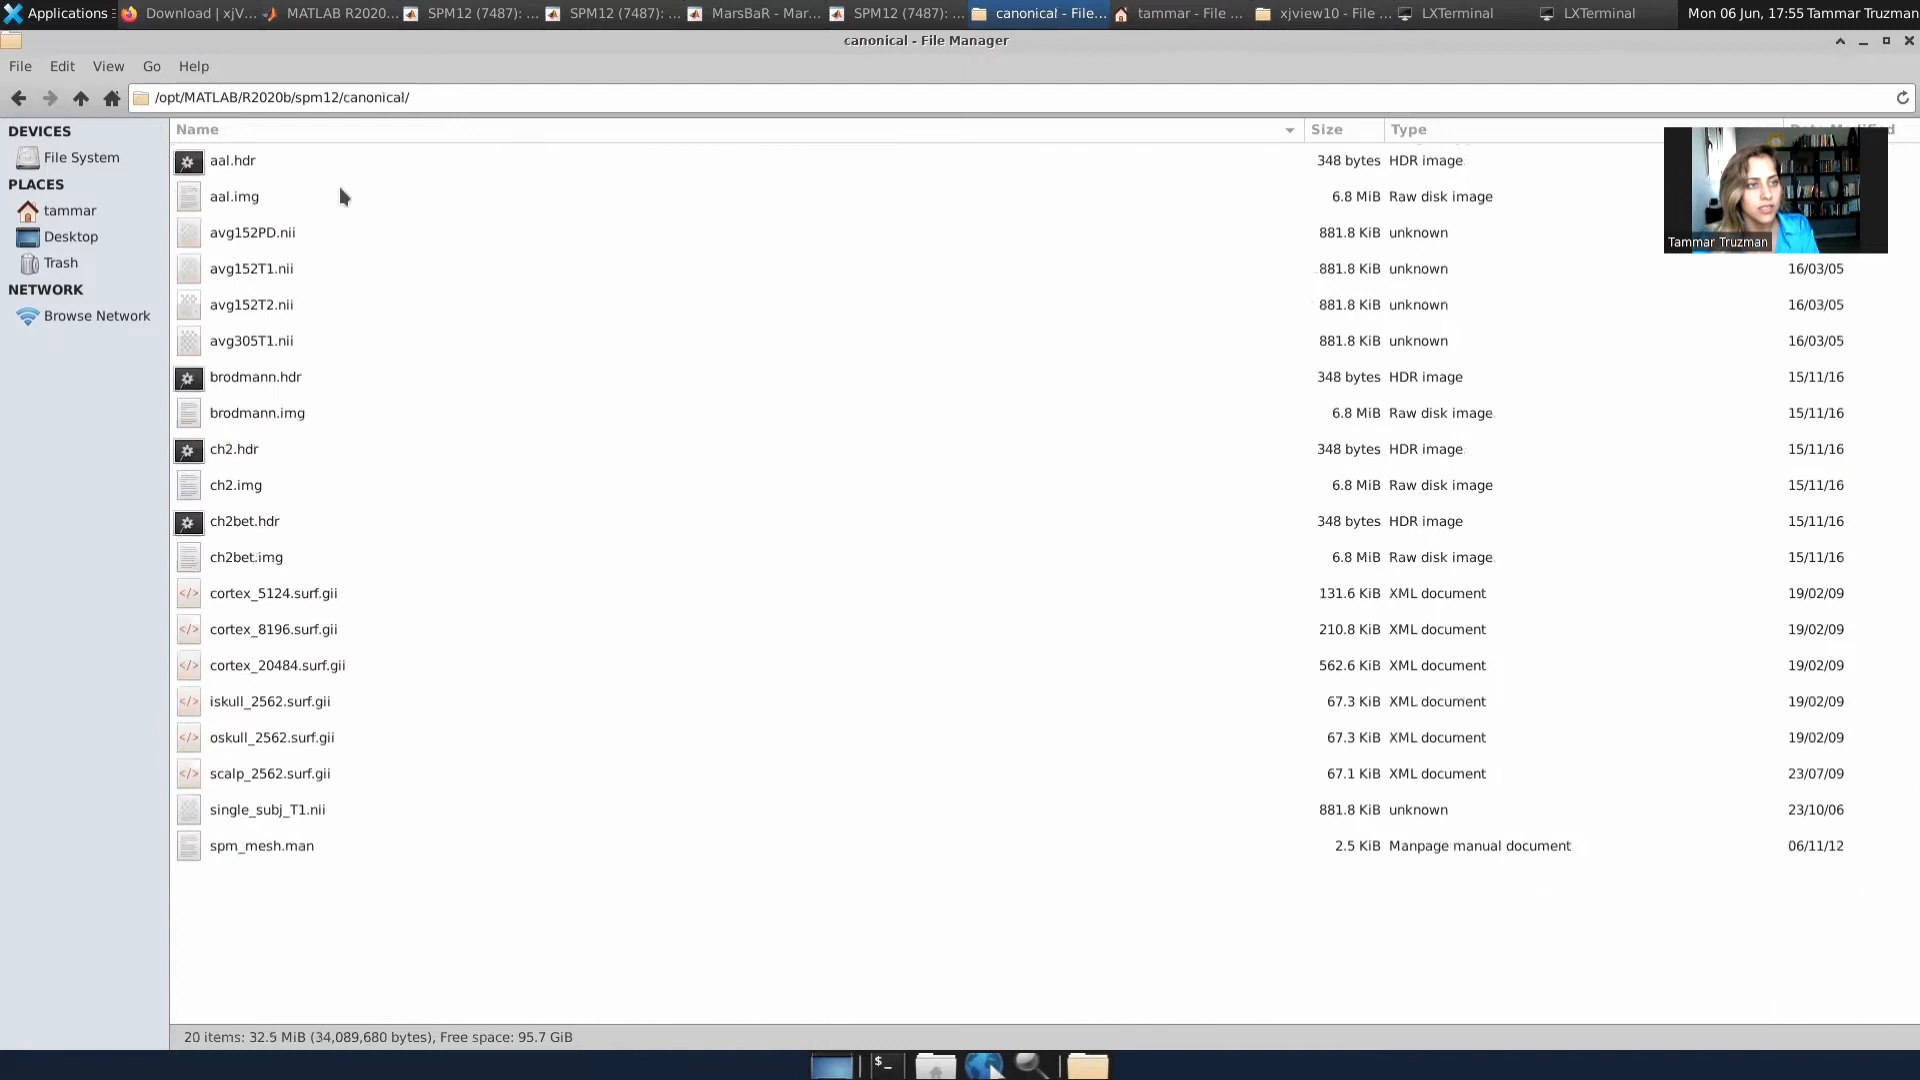 Applications
Download | xjV...
MATLAB R2020...
SPM12 (7487): ...
SPM12 (7487): ...
MarsBaR - Mar...
SPM12 (7487): ...
canonical - File...
tammar - File ...
xjview10 - File ...
LXTerminal
LXTerminal
Mon 06 Jun, 17:55 Tammar Truzman
canonical - File Manager
File Edit View Go Help
/opt/MATLAB/R2020b/spm12/canonical/
DEVICES
File System
PLACES
tammar
Desktop
Trash
NETWORK
Browse Network
Name Size Type Date Modified
aal.hdr 348 bytes HDR image
aal.img 6.8 MiB Raw disk image
avg152PD.nii 881.8 KiB unknown
avg152T1.nii 881.8 KiB unknown 16/03/05
avg152T2.nii 881.8 KiB unknown 16/03/05
avg305T1.nii 881.8 KiB unknown 16/03/05
brodmann.hdr 348 bytes HDR image 15/11/16
brodmann.img 6.8 MiB Raw disk image 15/11/16
ch2.hdr 348 bytes HDR image 15/11/16
ch2.img 6.8 MiB Raw disk image 15/11/16
ch2bet.hdr 348 bytes HDR image 15/11/16
ch2bet.img 6.8 MiB Raw disk image 15/11/16
cortex_5124.surf.gii 131.6 KiB XML document 19/02/09
cortex_8196.surf.gii 210.8 KiB XML document 19/02/09
cortex_20484.surf.gii 562.6 KiB XML document 19/02/09
iskull_2562.surf.gii 67.3 KiB XML document 19/02/09
oskull_2562.surf.gii 67.3 KiB XML document 19/02/09
scalp_2562.surf.gii 67.1 KiB XML document 23/07/09
single_subj_T1.nii 881.8 KiB unknown 23/10/06
spm_mesh.man 2.5 KiB Manpage manual document 06/11/12
Tammar Truzman
20 items: 32.5 MiB (34,089,680 bytes), Free space: 95.7 GiB